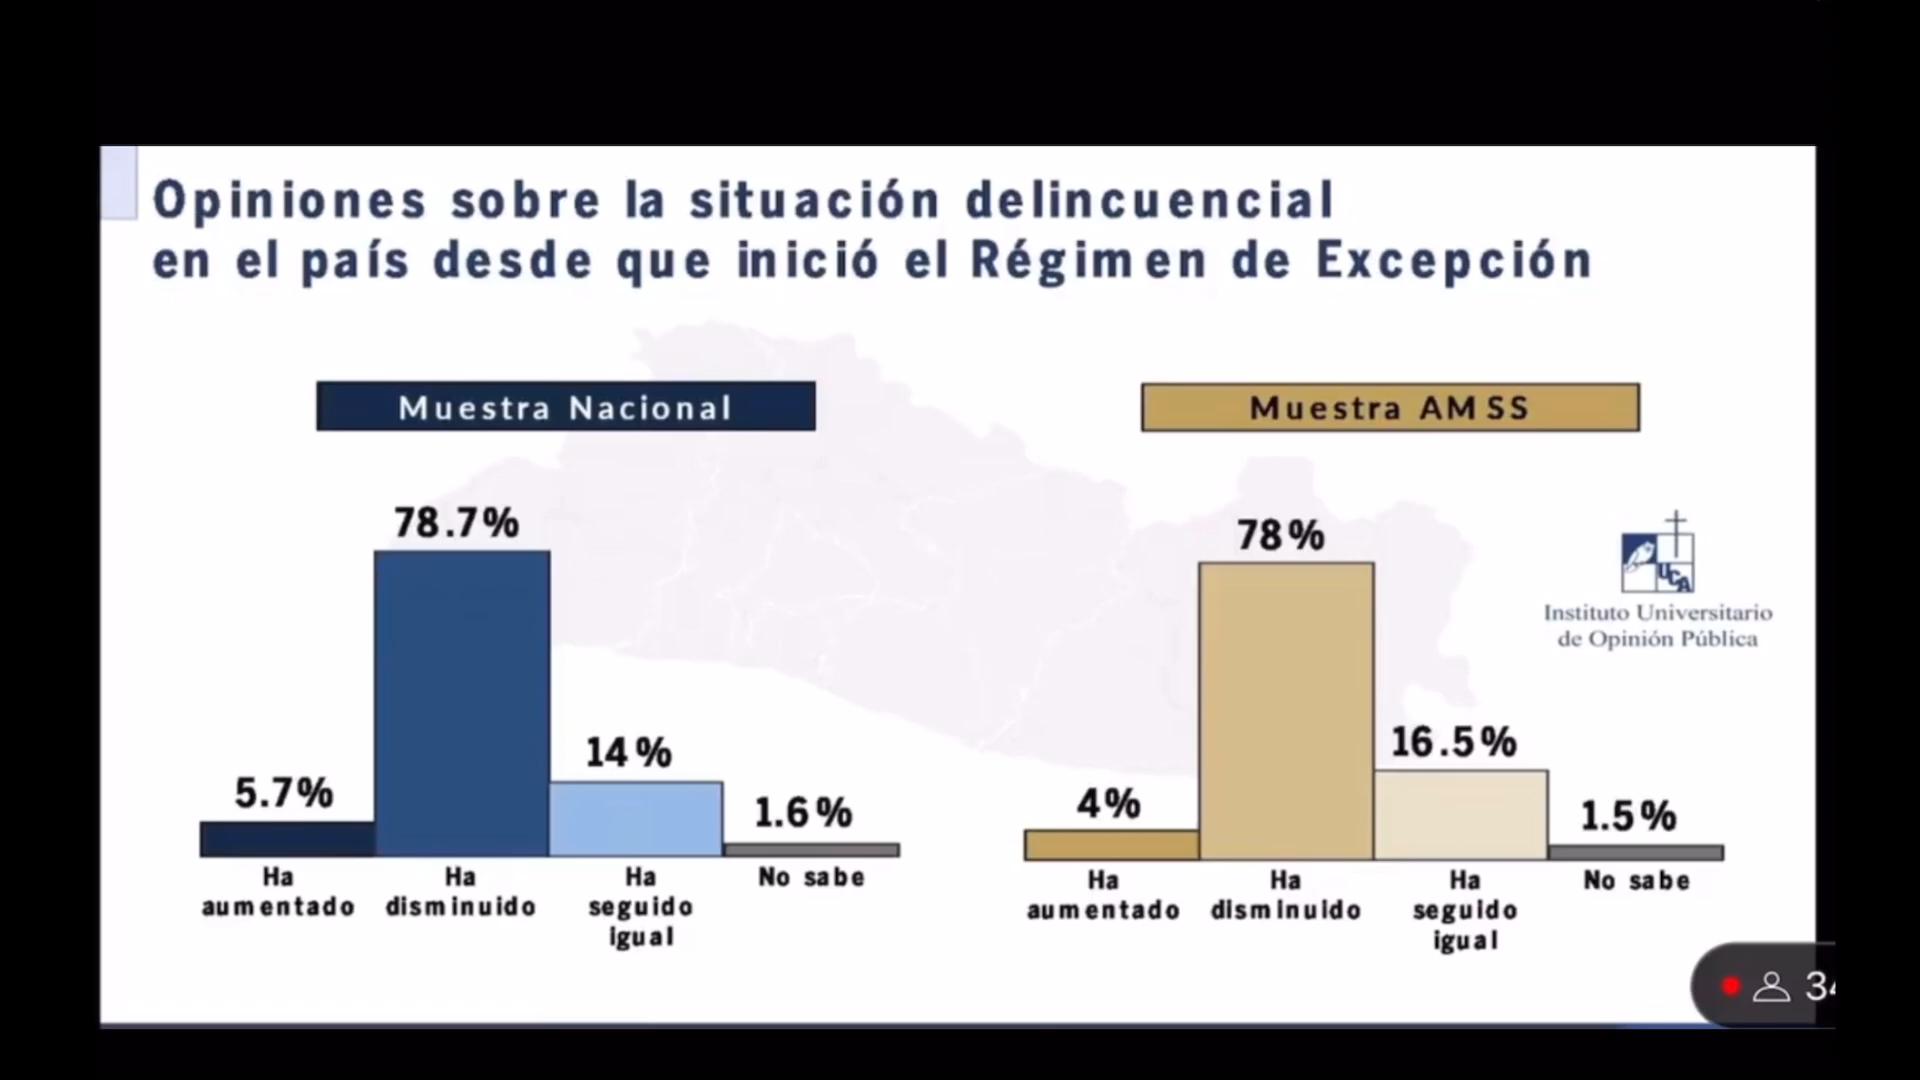 Opiniones sobre la situación delincuencial
en el país desde que inició el Régimen de Excepción
Muestra Nacional
78.7%
14%
5.7%
1.6%
Ha aumentado
Ha disminuido
Ha seguido igual
No sabe
Muestra AMSS
78%
16.5%
4%
1.5%
Ha aumentado
Ha disminuido
Ha seguido igual
No sabe
UCA
Instituto Universitario
de Opinión Pública